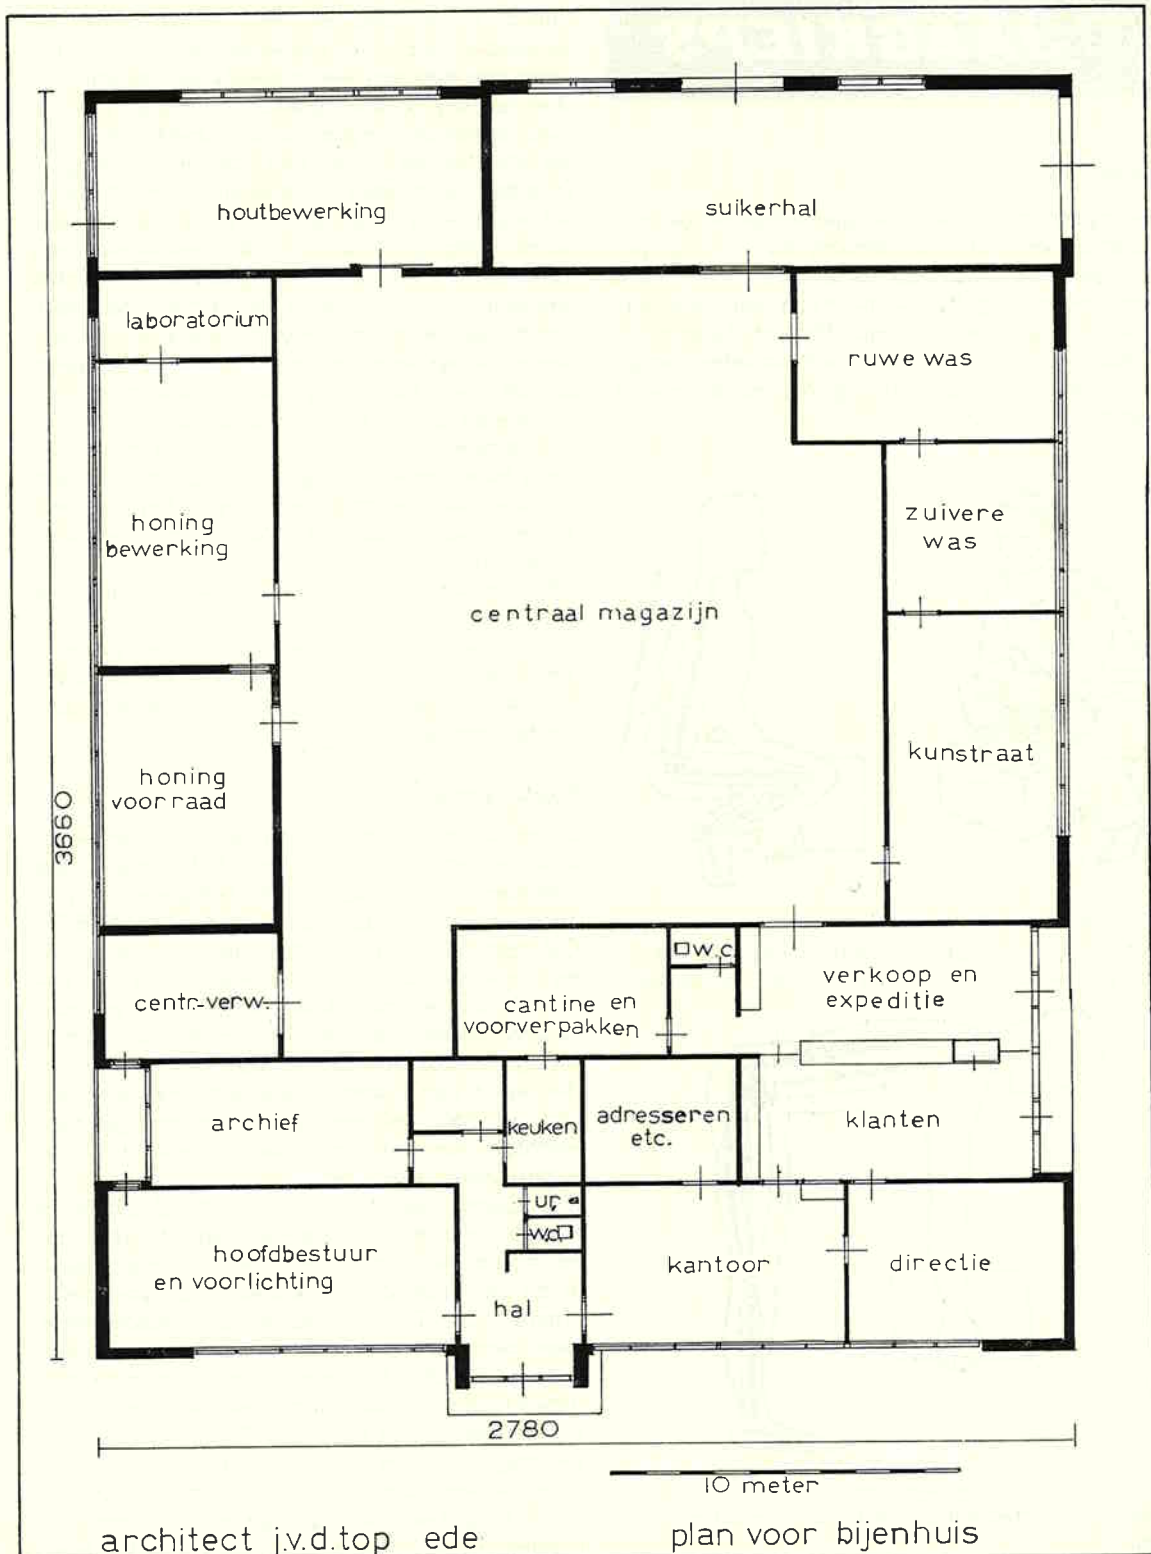 houtbewerking
suikerhal
laboratorium
ruwe was
honing
bewerking
zuivere
was
centraal magazijn
honing
voorraad
kunstraat
3660
w.c.
verkoop en
expeditie
centr.-verw.
cantine en
voorverpakken
archief
keuken
adresseren
etc.
klanten
ur.
w.c.
hoofdbestuur
en voorlichting
kantoor
directie
hal
2780
10 meter
architect j.v.d.top ede
plan voor bijenhuis